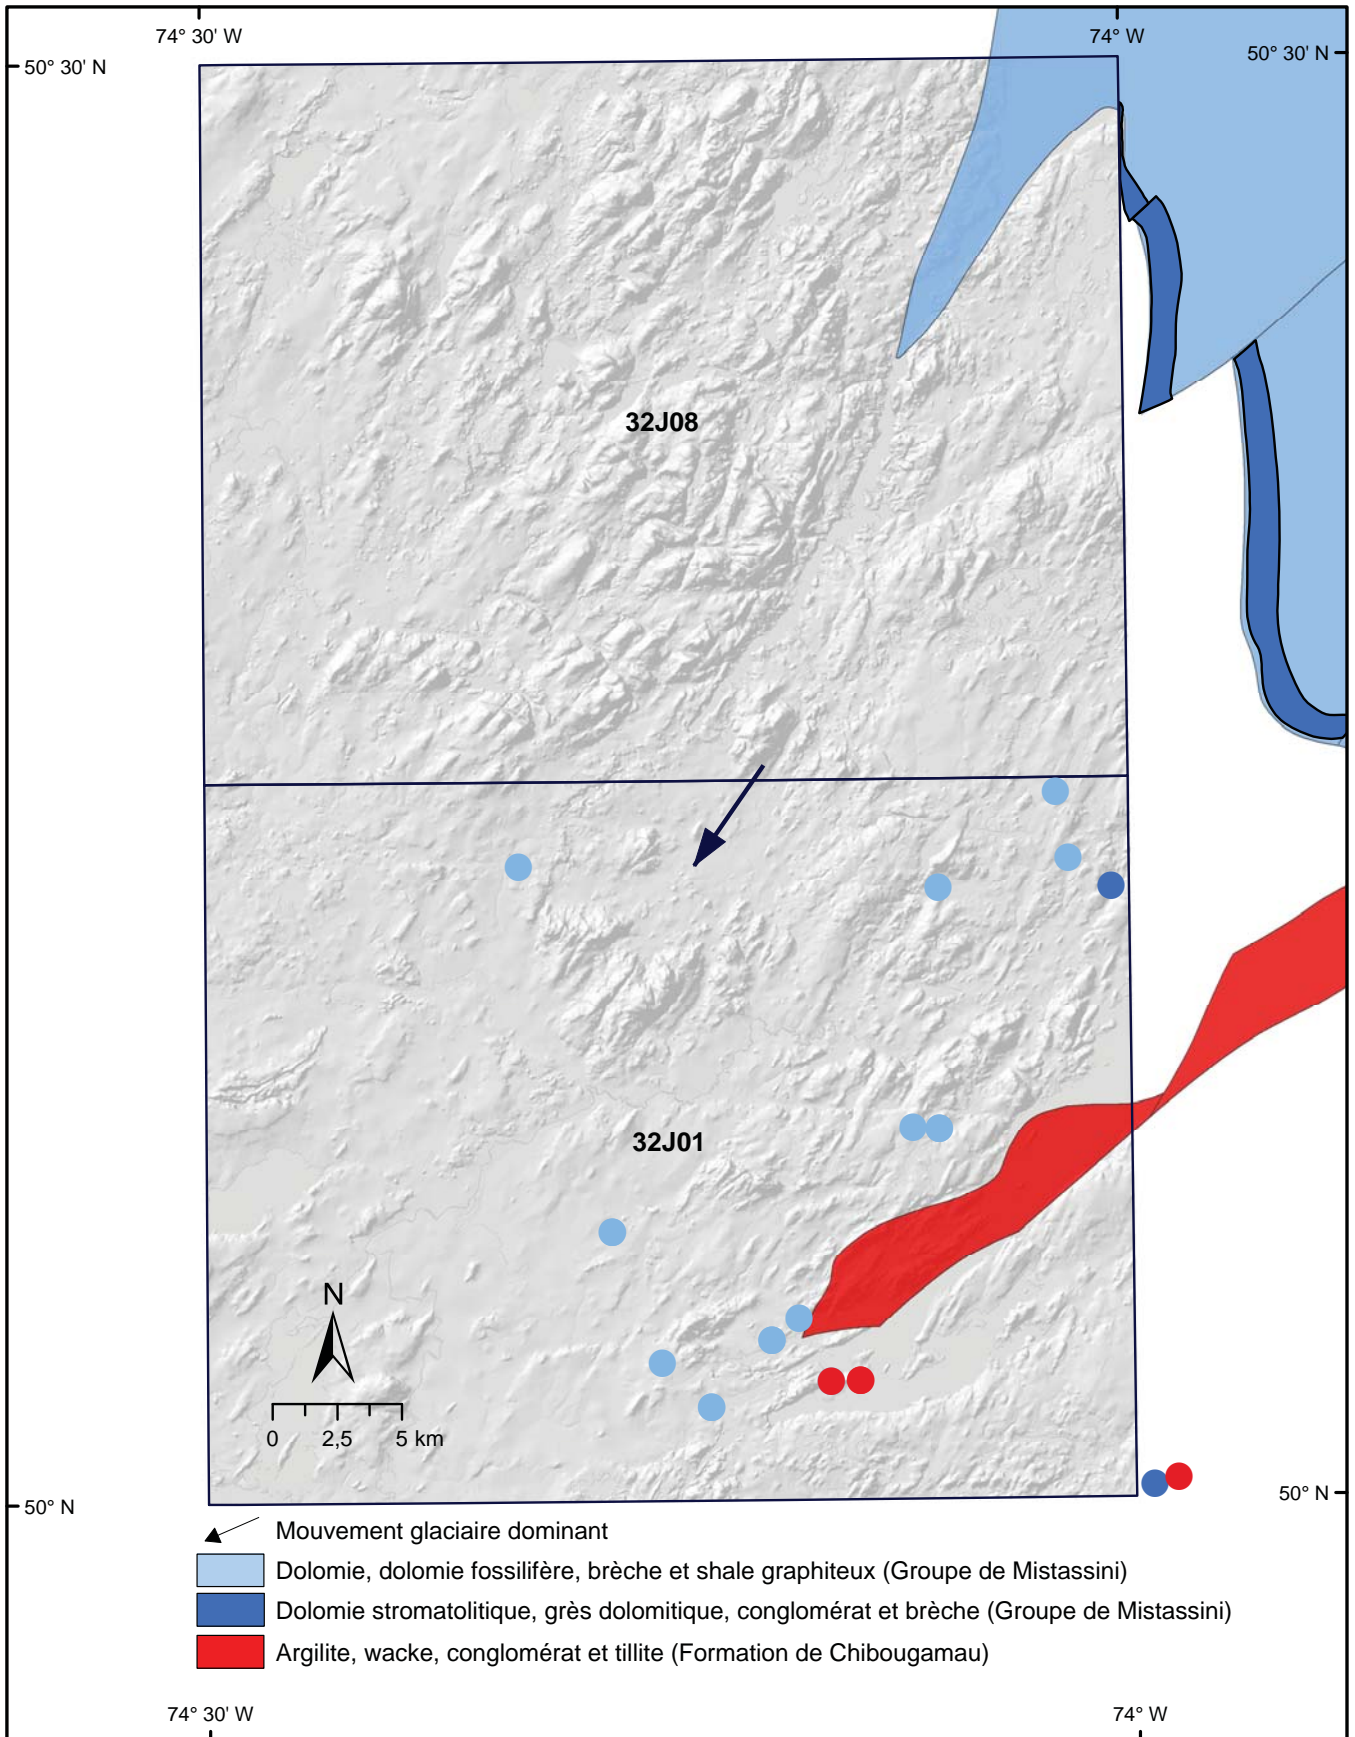 74° 30' W
74° W
50° 30' N
50° 30' N
32J08
32J01
N
0 2,5 5 km
50° N
50° N
Mouvement glaciaire dominant
Dolomie, dolomie fossilifère, brèche et shale graphiteux (Groupe de Mistassini)
Dolomie stromatolitique, grès dolomitique, conglomérat et brèche (Groupe de Mistassini)
Argilite, wacke, conglomérat et tillite (Formation de Chibougamau)
74° 30' W
74° W